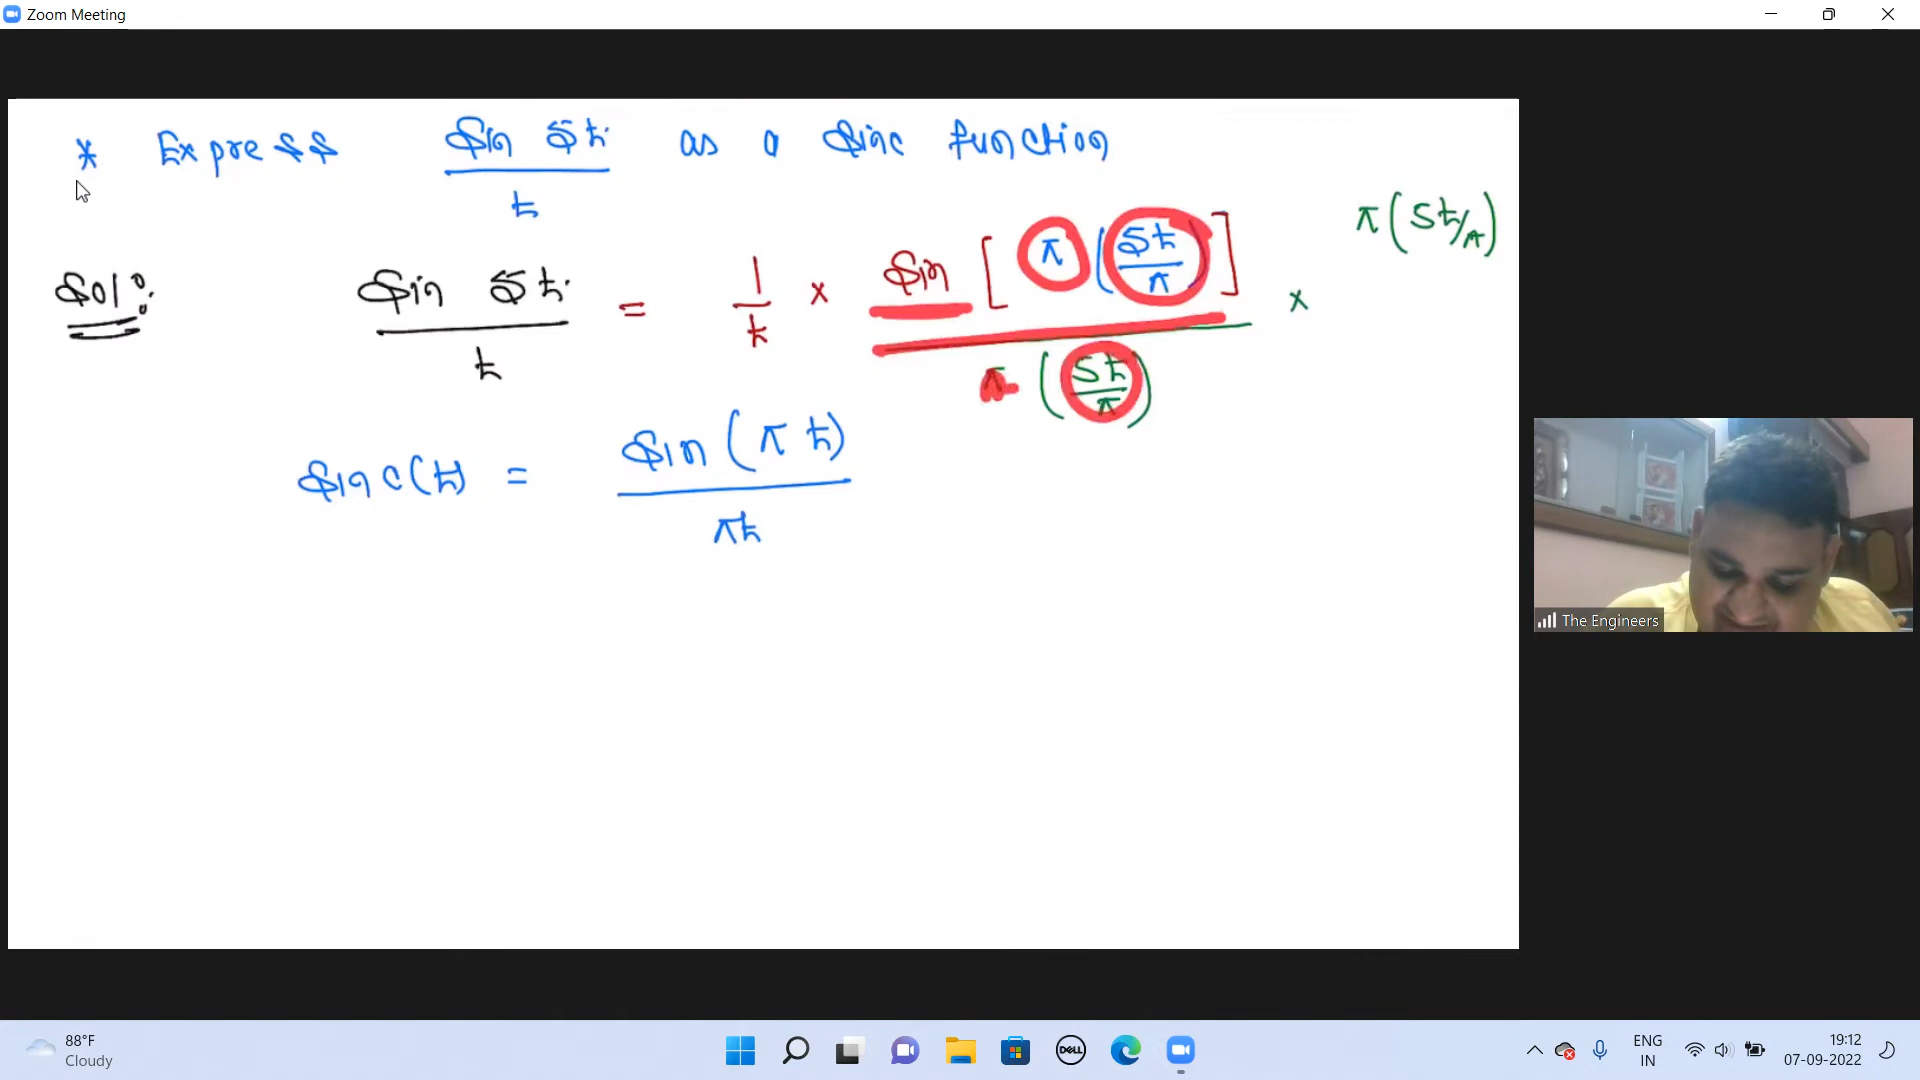 Zoom Meeting
* Express sin 5t / t as a sinc function
Sol: sin 5t / t = 1/t × sin [ π ( 5t/π ) ] / π ( 5t/π ) × π ( 5t/π )
sinc(t) = sin (π t) / πt
The Engineers
88°F
Cloudy
DELL
ENG
IN
19:12
07-09-2022